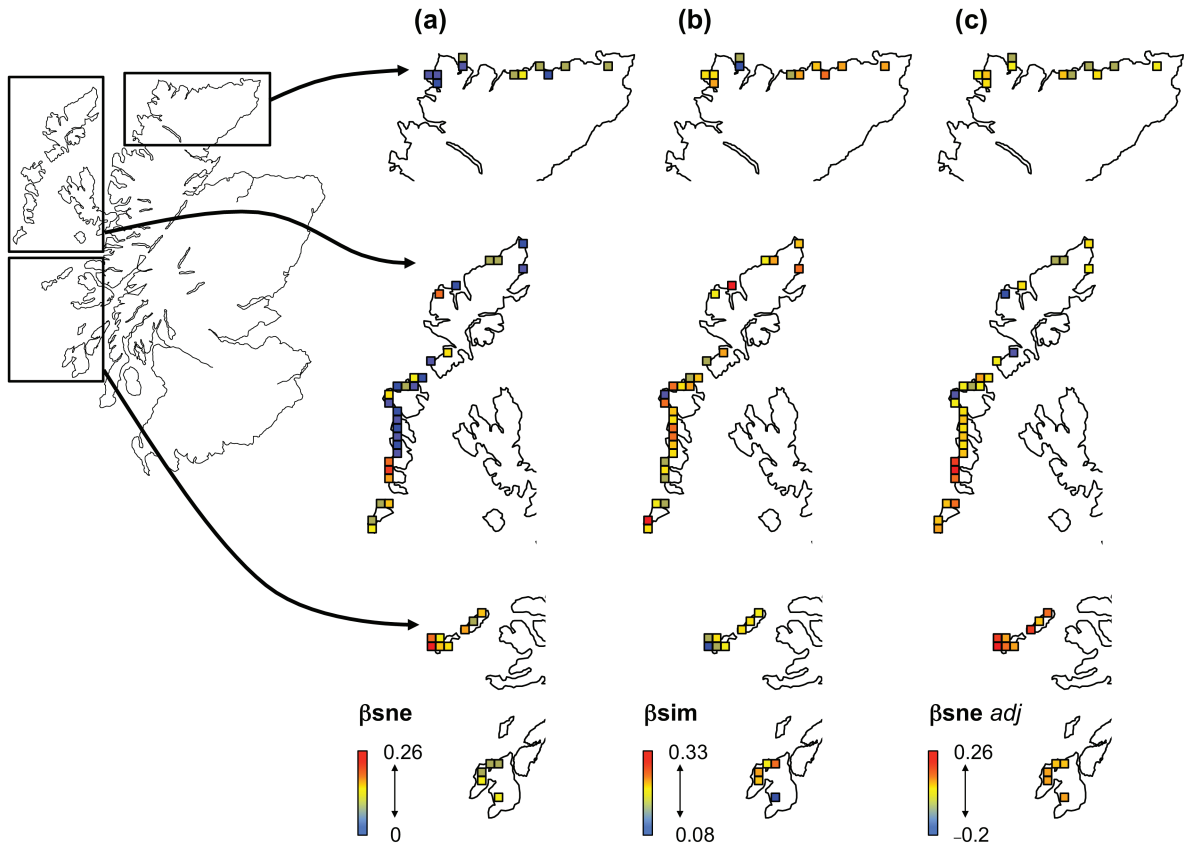 (a) (b) (c)
βsne βsim βsne adj
0.26 0.33 0.26
0 0.08 –0.2